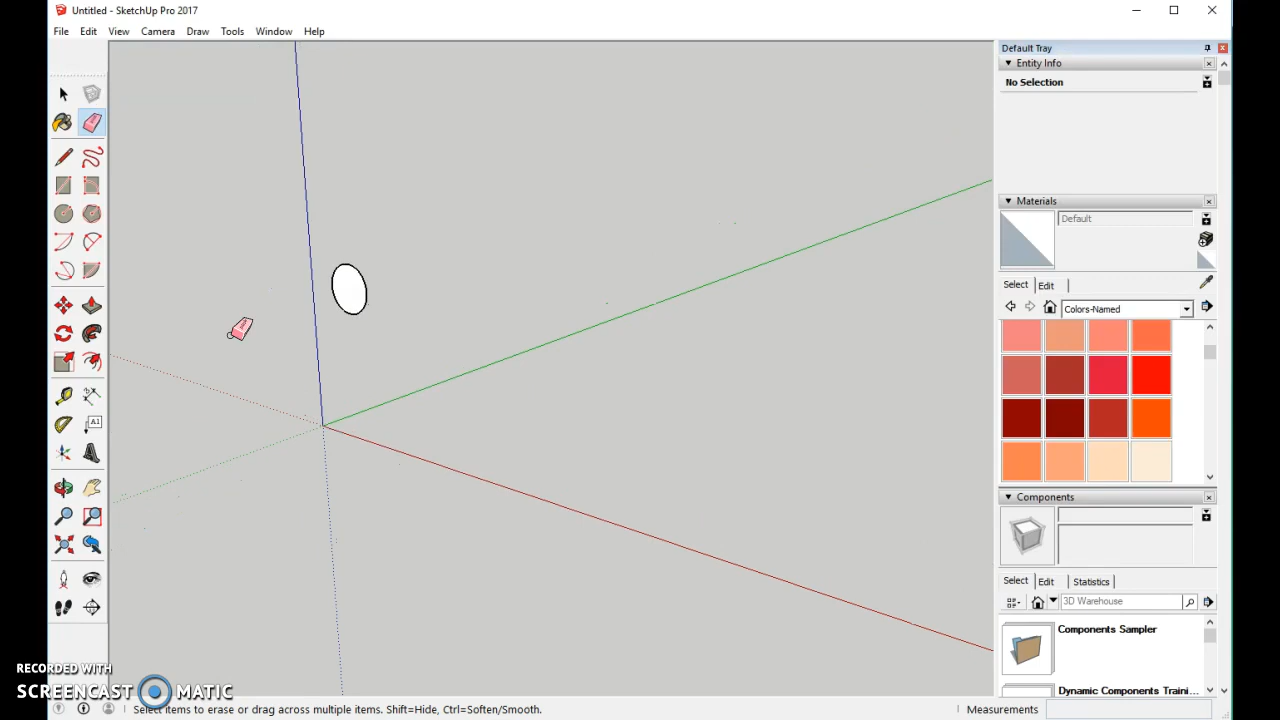 Untitled - SketchUp Pro 2017
File Edit View Camera Draw Tools Window Help
Default Tray
Entity Info
No Selection
Materials
Default
Select Edit
Colors-Named
Components
Select Edit Statistics
3D Warehouse
Components Sampler
Dynamic Components Traini...
A1
RECORDED WITH
SCREENCAST MATIC
Select items to erase or drag across multiple items. Shift=Hide, Ctrl=Soften/Smooth.
Measurements